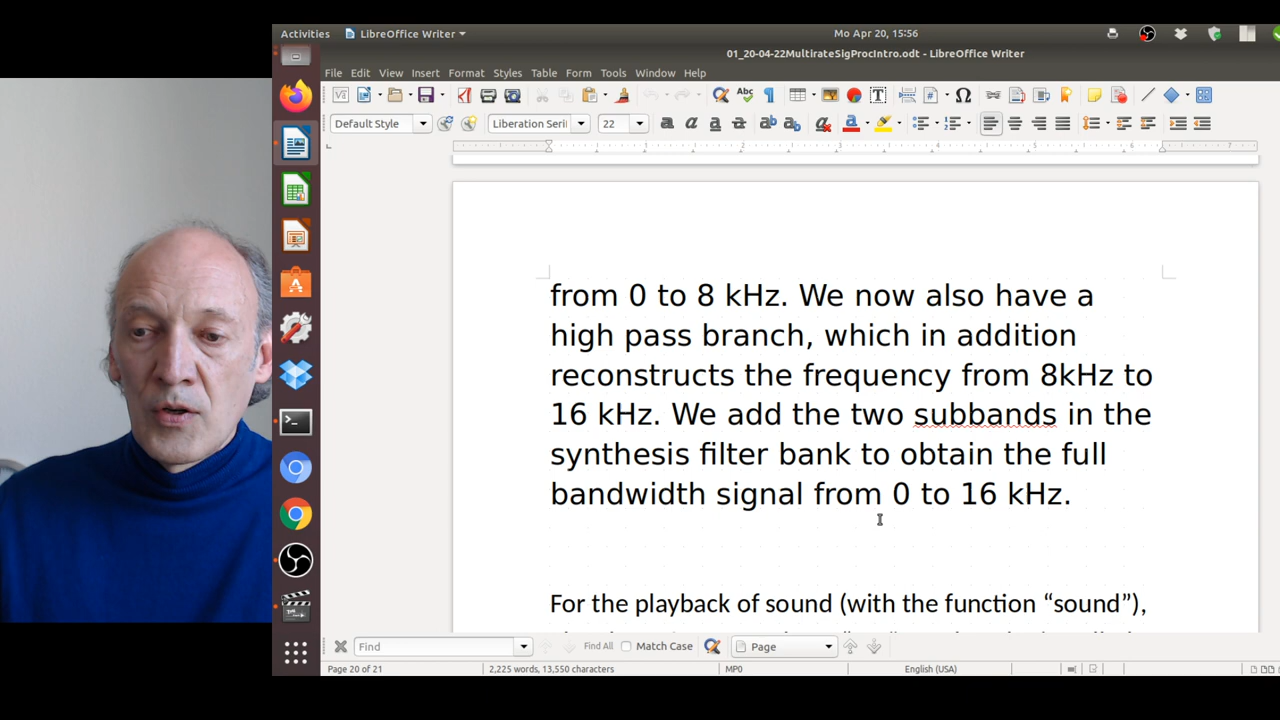 Activities
LibreOffice Writer
Mo Apr 20, 15:56
01_20-04-22MultirateSigProcIntro.odt - LibreOffice Writer
File Edit View Insert Format Styles Table Form Tools Window Help
Default Style
Liberation Seri
22
from 0 to 8 kHz. We now also have a
high pass branch, which in addition
reconstructs the frequency from 8kHz to
16 kHz. We add the two subbands in the
synthesis filter bank to obtain the full
bandwidth signal from 0 to 16 kHz.
For the playback of sound (with the function “sound”),
Find
Find All
Match Case
Page
Page 20 of 21
2,225 words, 13,550 characters
MP0
English (USA)